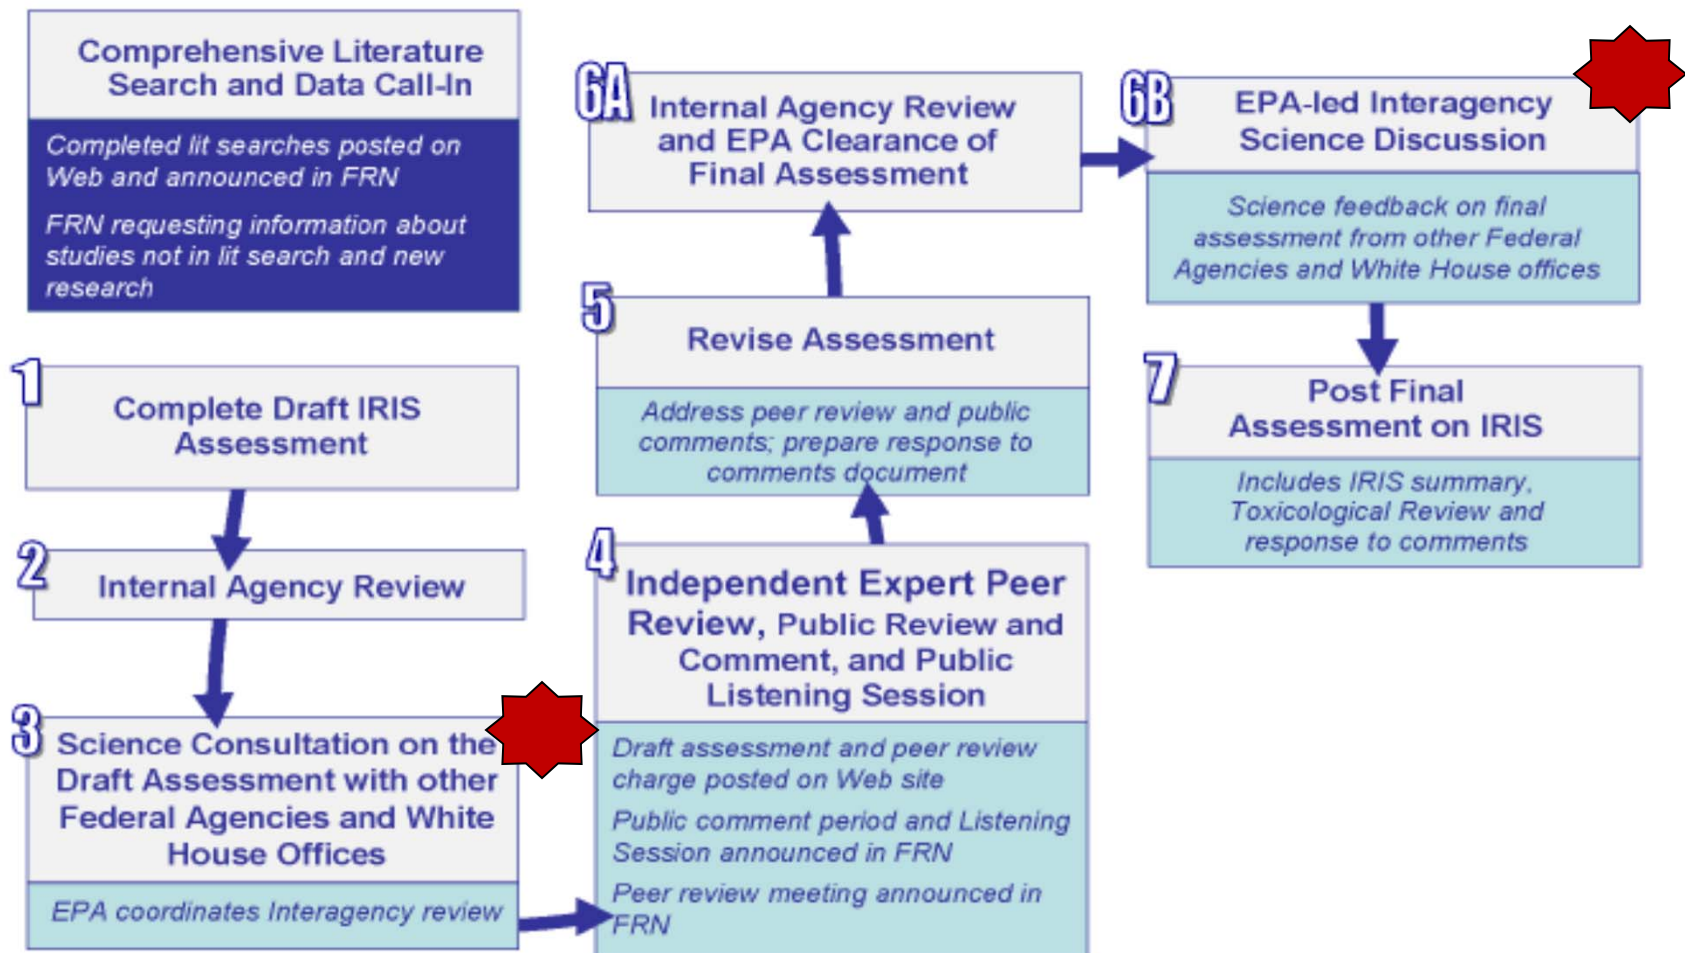 Comprehensive Literature
Search and Data Call-In
Completed lit searches posted on
Web and announced in FRN
FRN requesting information about
studies not in lit search and new
research
1
Complete Draft IRIS
Assessment
2
Internal Agency Review
3
Science Consultation on the
Draft Assessment with other
Federal Agencies and White
House Offices
EPA coordinates Interagency review
4
Independent Expert Peer
Review, Public Review and
Comment, and Public
Listening Session
Draft assessment and peer review
charge posted on Web site
Public comment period and Listening
Session announced in FRN
Peer review meeting announced in
FRN
5
Revise Assessment
Address peer review and public
comments; prepare response to
comments document
6A
Internal Agency Review
and EPA Clearance of
Final Assessment
6B
EPA-led Interagency
Science Discussion
Science feedback on final
assessment from other Federal
Agencies and White House offices
7
Post Final
Assessment on IRIS
Includes IRIS summary,
Toxicological Review and
response to comments